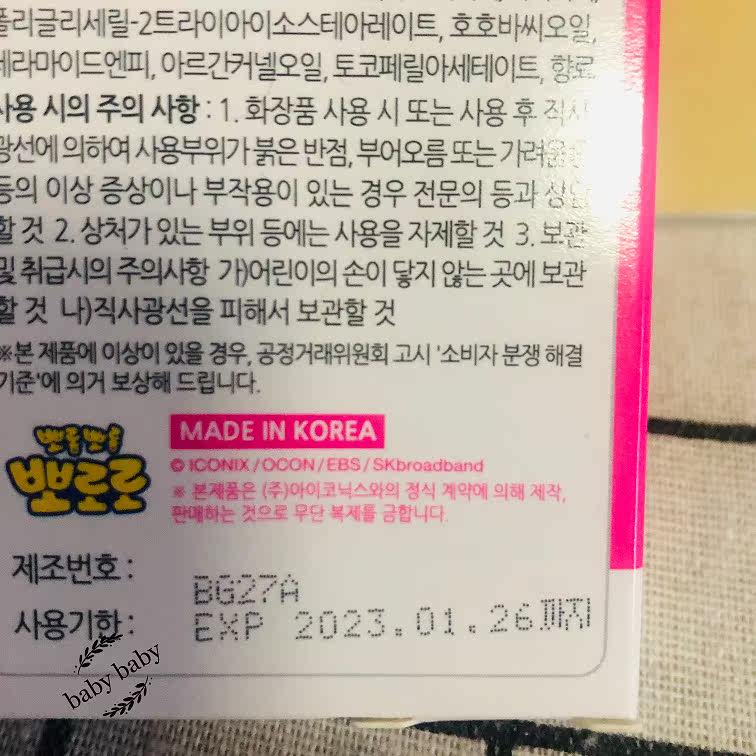 폴리글리세릴-2트라이아이소스테아레이트, 호호바씨오일,
세라마이드엔피, 아르간커넬오일, 토코페릴아세테이트, 향료
사용 시의 주의 사항 : 1. 화장품 사용 시 또는 사용 후 직사
광선에 의하여 사용부위가 붉은 반점, 부어오름 또는 가려움증
등의 이상 증상이나 부작용이 있는 경우 전문의 등과 상담
할 것 2. 상처가 있는 부위 등에는 사용을 자제할 것 3. 보관
및 취급시의 주의사항 가)어린이의 손이 닿지 않는 곳에 보관
할 것 나)직사광선을 피해서 보관할 것
※본 제품에 이상이 있을 경우, 공정거래위원회 고시 '소비자 분쟁 해결
기준'에 의거 보상해 드립니다.
뽀롱뽀롱
뽀로로
MADE IN KOREA
© ICONIX / OCON / EBS / SKbroadband
※ 본제품은 (주)아이코닉스와의 정식 계약에 의해 제작,
판매하는 것으로 무단 복제를 금합니다.
제조번호 : BG27A
사용기한 : EXP 2023.01.26까지
baby baby